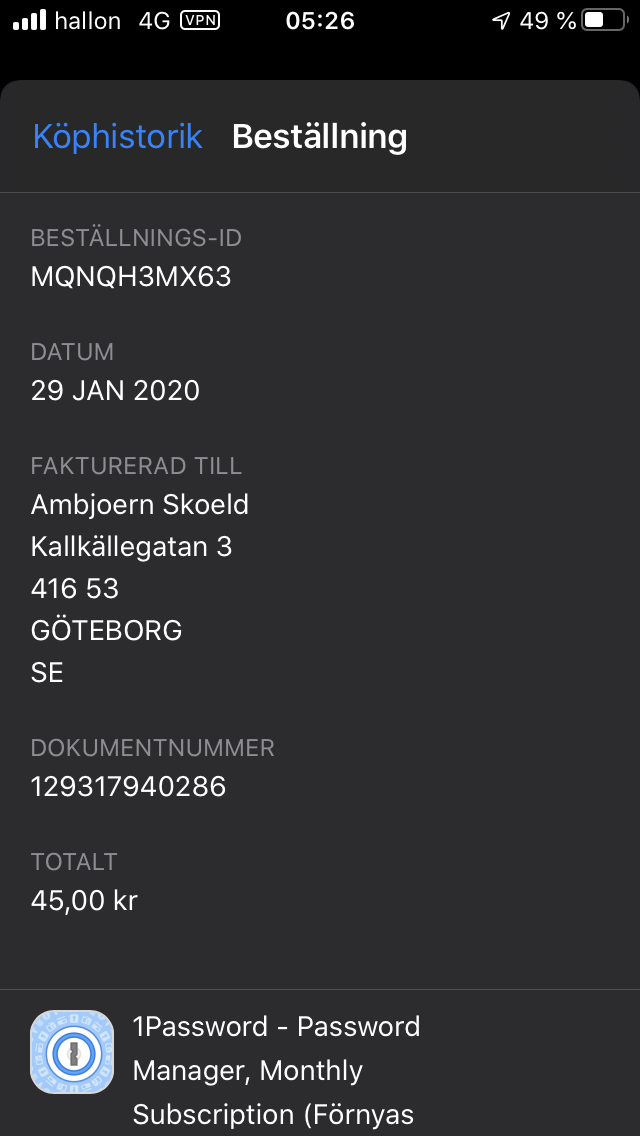 hallon 4G VPN 05:26 49 %
Köphistorik Beställning
BESTÄLLNINGS-ID
MQNQH3MX63
DATUM
29 JAN 2020
FAKTURERAD TILL
Ambjoern Skoeld
Kallkällegatan 3
416 53
GÖTEBORG
SE
DOKUMENTNUMMER
129317940286
TOTALT
45,00 kr
1Password - Password
Manager, Monthly
Subscription (Förnyas